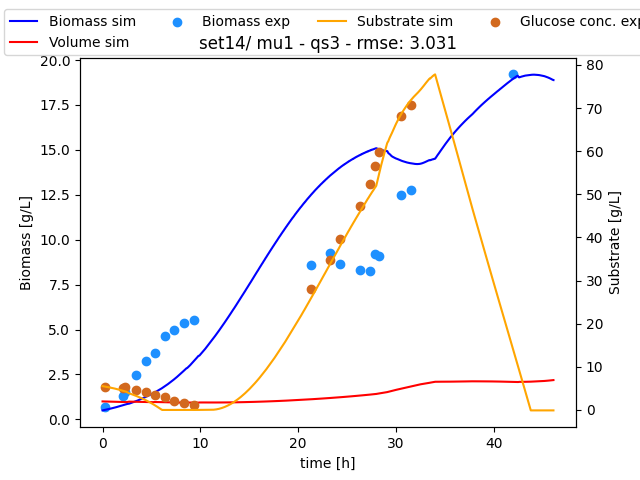 Biomass sim Biomass exp Substrate sim Glucose conc. exp
Volume sim
set14/ mu1 - qs3 - rmse: 3.031
20.0
17.5
15.0
12.5
10.0
7.5
5.0
2.5
0.0
Biomass [g/L]
80
70
60
50
40
30
20
10
0
Substrate [g/L]
0 10 20 30 40
time [h]